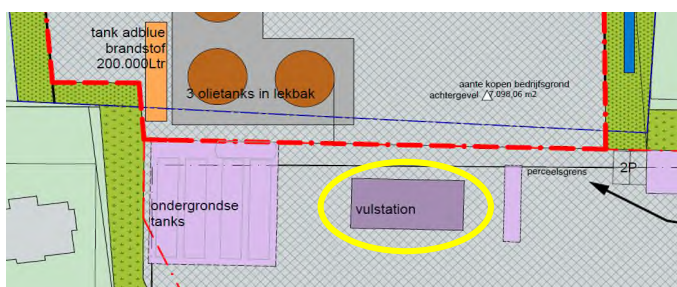 tank adblue
brandstof
200.000Ltr
3 olietanks in lekbak
aante kopen bedrijfsgrond
achtergevel 7.098,06 m2
perceelsgrens
2P
ondergrondse
tanks
vulstation